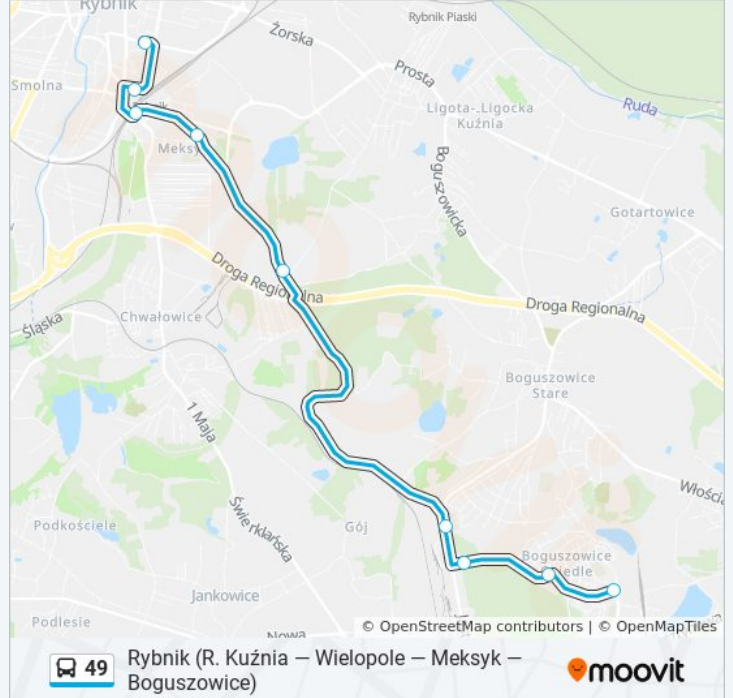 Rybnik
Rybnik Piaski
Żorska
Smolna
Prosta
Ruda
Ligota-.Ligocka
Kuźnia
Meksy
Boguszowicka
Gotartowice
Droga Regionalna
Droga Regionalna
Śląska
Chwałowice
Boguszowice
Stare
1 Maja
Włości
Świerklańska
Podkościele
Gój
Boguszowice
iedle
Jankowice
Podlesie
Nowa
© OpenStreetMap contributors | © OpenMapTiles
49
Rybnik (R. Kuźnia — Wielopole — Meksyk —
Boguszowice)
moovit